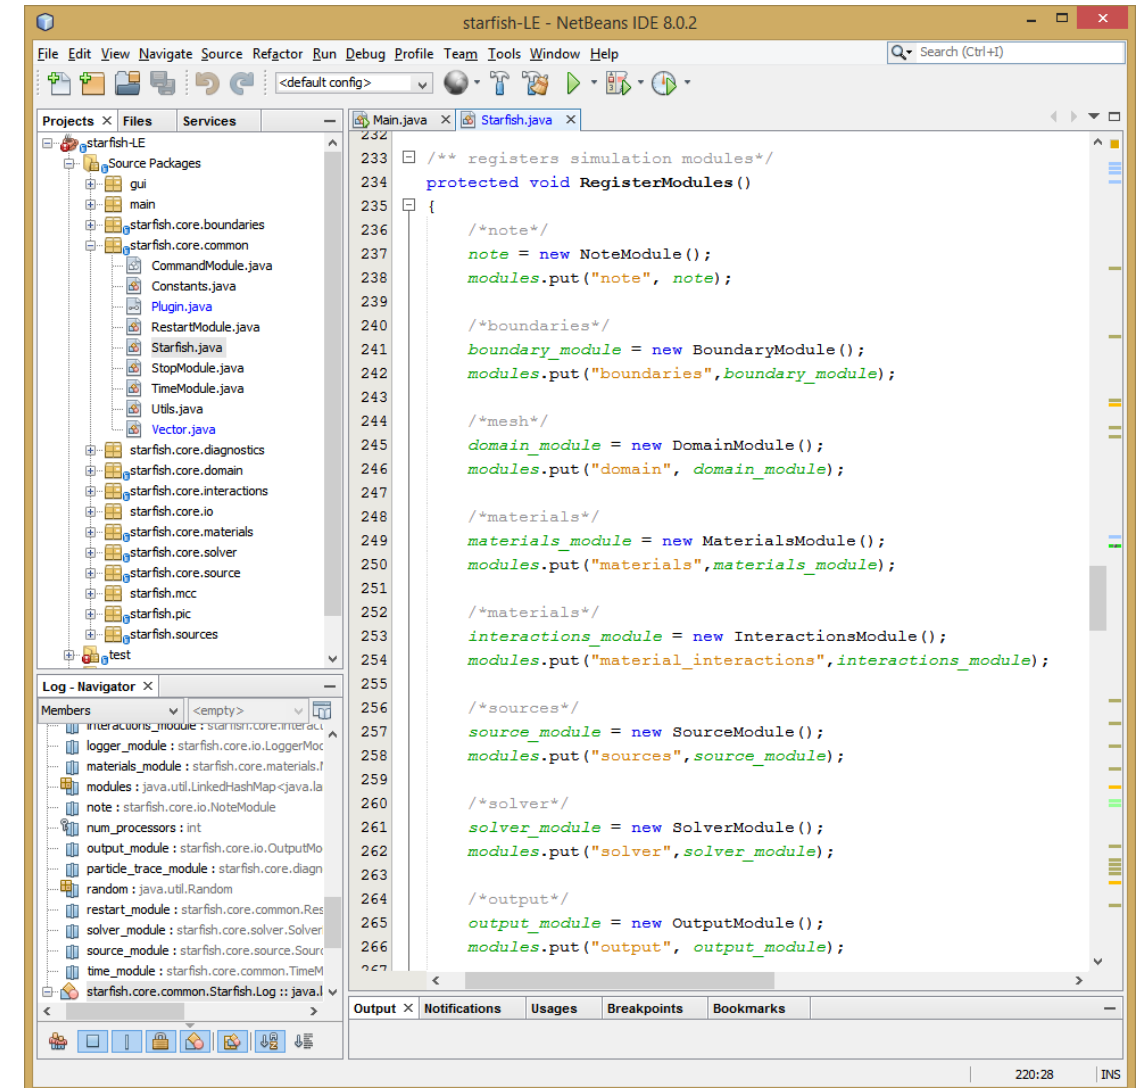 starfish-LE - NetBeans IDE 8.0.2
File Edit View Navigate Source Refactor Run Debug Profile Team Tools Window Help
Search (Ctrl+I)
<default config>
Projects Files Services
starfish-LE
Source Packages
gui
main
starfish.core.boundaries
starfish.core.common
CommandModule.java
Constants.java
Plugin.java
RestartModule.java
Starfish.java
StopModule.java
TimeModule.java
Utils.java
Vector.java
starfish.core.diagnostics
starfish.core.domain
starfish.core.interactions
starfish.core.io
starfish.core.materials
starfish.core.solver
starfish.core.source
starfish.mcc
starfish.pic
starfish.sources
test
Log - Navigator
Members <empty>
interactions_module : starfish.core.interact
logger_module : starfish.core.io.LoggerMod
materials_module : starfish.core.materials.
modules : java.util.LinkedHashMap<java.la
note : starfish.core.io.NoteModule
num_processors : int
output_module : starfish.core.io.OutputMo
particle_trace_module : starfish.core.diagn
random : java.util.Random
restart_module : starfish.core.common.Res
solver_module : starfish.core.solver.Solver
source_module : starfish.core.source.Sourc
time_module : starfish.core.common.TimeM
starfish.core.common.Starfish.Log :: java.l
Main.java Starfish.java
232
233 /** registers simulation modules*/
234 protected void RegisterModules()
235 {
236 /*note*/
237 note = new NoteModule();
238 modules.put("note", note);
239
240 /*boundaries*/
241 boundary_module = new BoundaryModule();
242 modules.put("boundaries",boundary_module);
243
244 /*mesh*/
245 domain_module = new DomainModule();
246 modules.put("domain", domain_module);
247
248 /*materials*/
249 materials_module = new MaterialsModule();
250 modules.put("materials",materials_module);
251
252 /*materials*/
253 interactions_module = new InteractionsModule();
254 modules.put("material_interactions",interactions_module);
255
256 /*sources*/
257 source_module = new SourceModule();
258 modules.put("sources",source_module);
259
260 /*solver*/
261 solver_module = new SolverModule();
262 modules.put("solver",solver_module);
263
264 /*output*/
265 output_module = new OutputModule();
266 modules.put("output", output_module);
267
Output Notifications Usages Breakpoints Bookmarks
220:28 INS